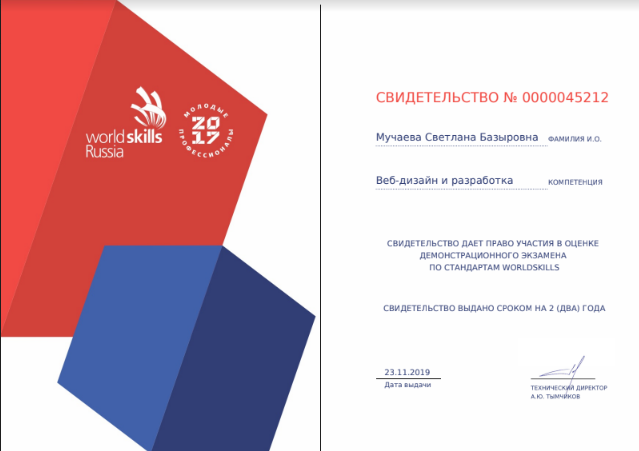 world skills
Russia
МОЛОДЫЕ
2017
ПРОФЕССИОНАЛЫ
СВИДЕТЕЛЬСТВО № 0000045212
Мучаева Светлана Базыровна ФАМИЛИЯ И.О.
Веб-дизайн и разработка КОМПЕТЕНЦИЯ
СВИДЕТЕЛЬСТВО ДАЕТ ПРАВО УЧАСТИЯ В ОЦЕНКЕ
ДЕМОНСТРАЦИОННОГО ЭКЗАМЕНА
ПО СТАНДАРТАМ WORLDSKILLS
СВИДЕТЕЛЬСТВО ВЫДАНО СРОКОМ НА 2 (ДВА) ГОДА
23.11.2019
Дата выдачи
ТЕХНИЧЕСКИЙ ДИРЕКТОР
А.Ю. ТЫМЧИКОВ